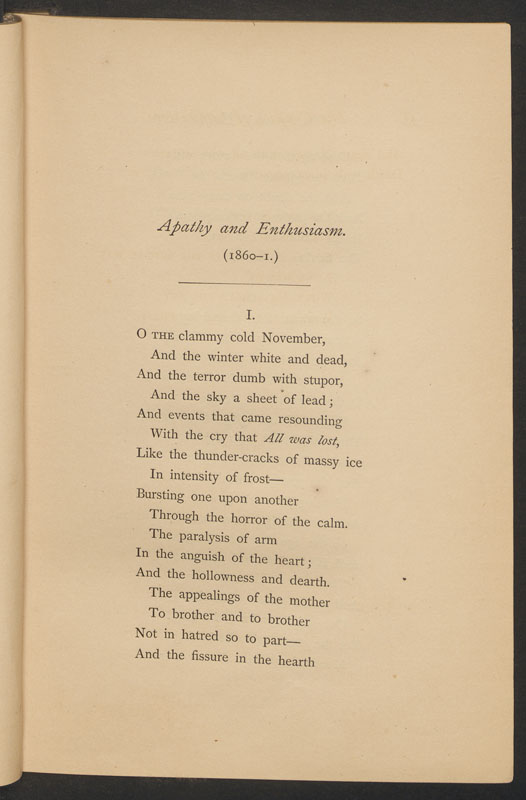 Apathy and Enthusiasm.
(1860–1.)
I.
O THE clammy cold November,
And the winter white and dead,
And the terror dumb with stupor,
And the sky a sheet of lead;
And events that came resounding
With the cry that All was lost,
Like the thunder-cracks of massy ice
In intensity of frost—
Bursting one upon another
Through the horror of the calm.
The paralysis of arm
In the anguish of the heart;
And the hollowness and dearth.
The appealings of the mother
To brother and to brother
Not in hatred so to part—
And the fissure in the hearth